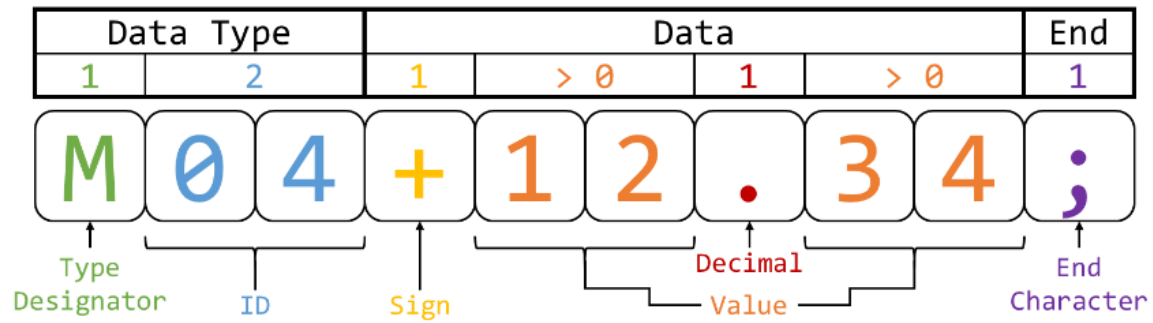 Data Type Data End
1 2 1 > 0 1 > 0 1
M 0 4 + 1 2 . 3 4 ;
Type Designator
ID
Sign
Decimal
Value
End Character